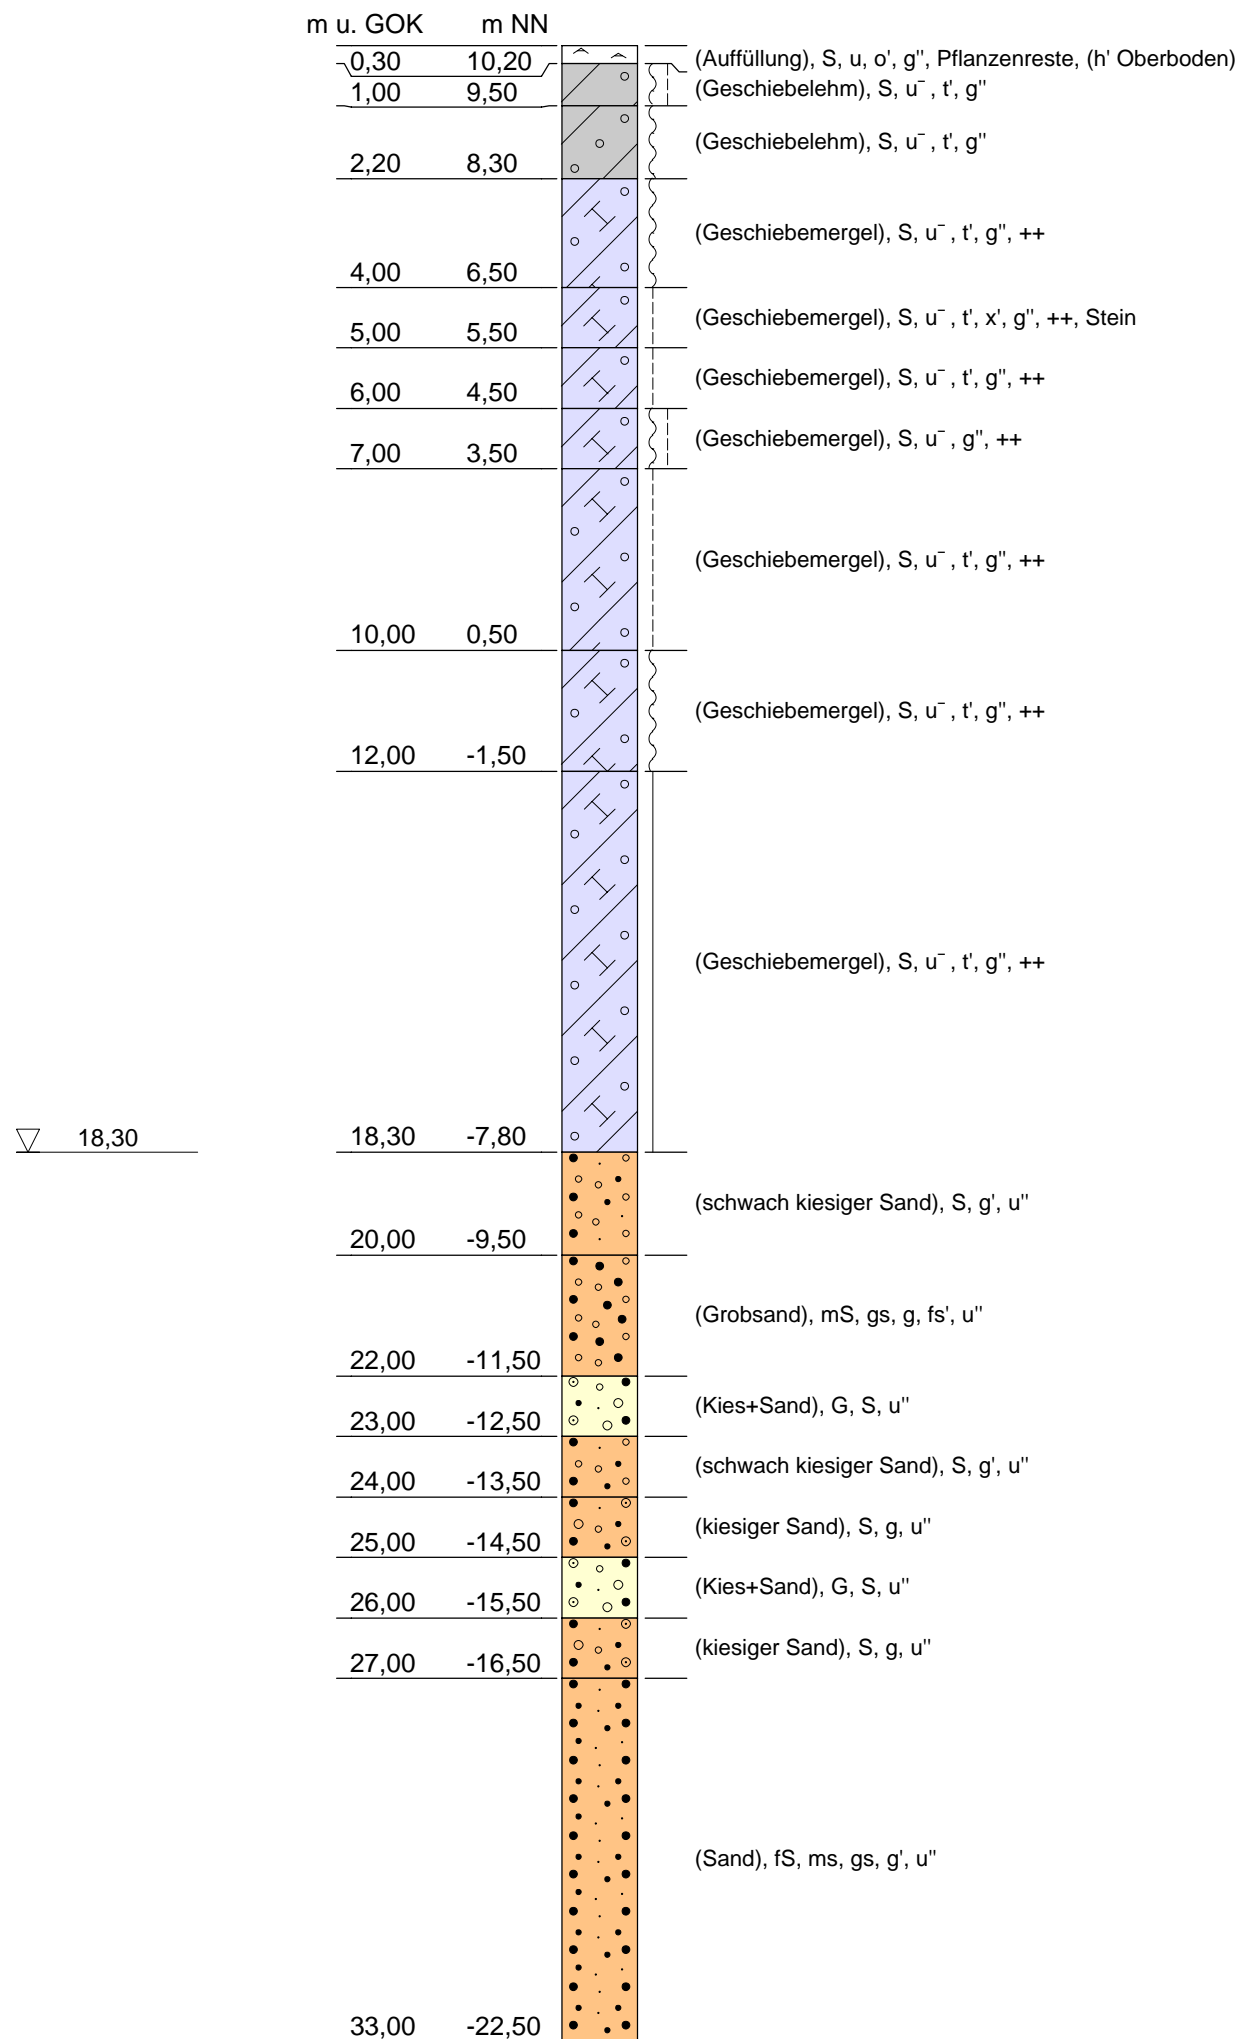 m u. GOK m NN
0,30 10,20 (Auffüllung), S, u, o', g'', Pflanzenreste, (h' Oberboden)
1,00 9,50 (Geschiebelehm), S, u¯, t', g''
2,20 8,30 (Geschiebelehm), S, u¯, t', g''
4,00 6,50 (Geschiebemergel), S, u¯, t', g'', ++
5,00 5,50 (Geschiebemergel), S, u¯, t', x', g'', ++, Stein
6,00 4,50 (Geschiebemergel), S, u¯, t', g'', ++
7,00 3,50 (Geschiebemergel), S, u¯, g'', ++
10,00 0,50 (Geschiebemergel), S, u¯, t', g'', ++
12,00 -1,50 (Geschiebemergel), S, u¯, t', g'', ++
(Geschiebemergel), S, u¯, t', g'', ++
18,30 18,30 -7,80
20,00 -9,50 (schwach kiesiger Sand), S, g', u''
22,00 -11,50 (Grobsand), mS, gs, g, fs', u''
23,00 -12,50 (Kies+Sand), G, S, u''
24,00 -13,50 (schwach kiesiger Sand), S, g', u''
25,00 -14,50 (kiesiger Sand), S, g, u''
26,00 -15,50 (Kies+Sand), G, S, u''
27,00 -16,50 (kiesiger Sand), S, g, u''
(Sand), fS, ms, gs, g', u''
33,00 -22,50